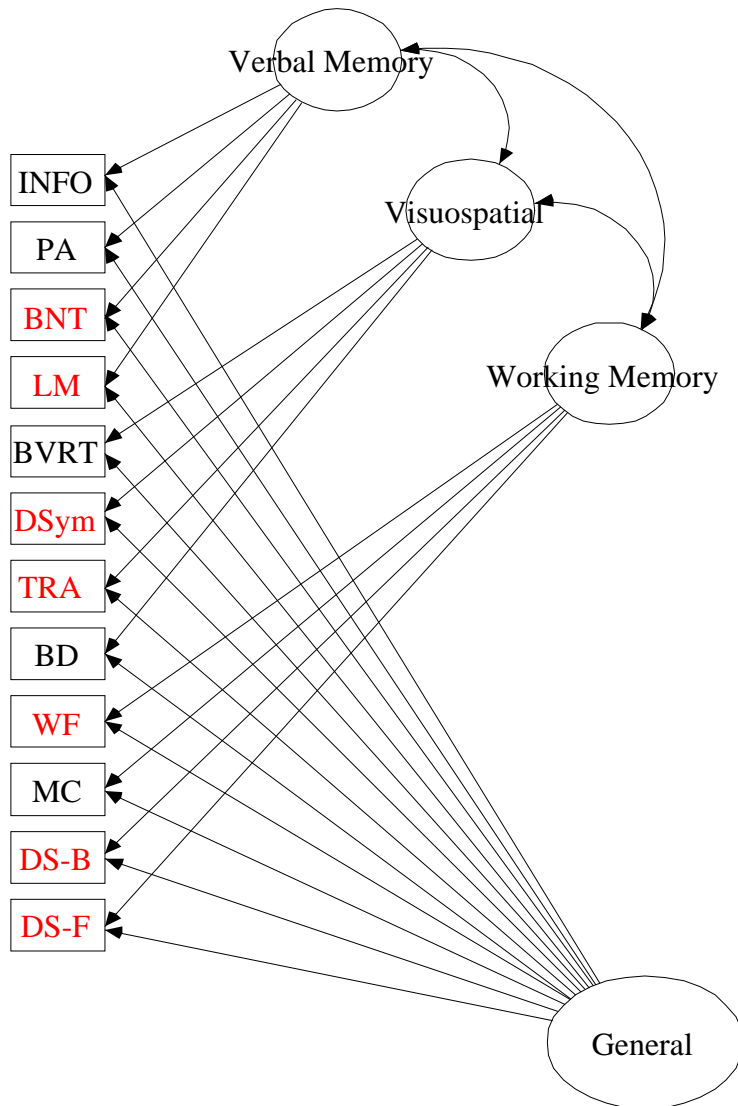 Verbal Memory
Visuospatial
Working Memory
INFO
PA
BNT
LM
BVRT
DSym
TRA
BD
WF
MC
DS-B
DS-F
General